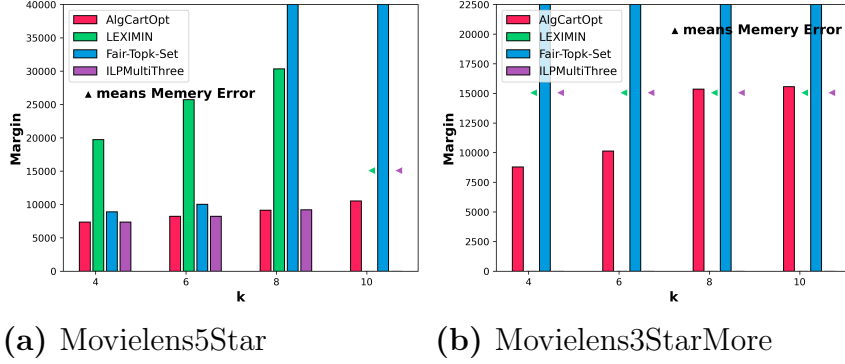 40000
35000
30000
25000
20000
15000
10000
5000
0
Margin
AlgCartOpt
LEXIMIN
Fair-Topk-Set
ILPMultiThree
▲ means Memery Error
4
6
8
10
k
(a) Movielens5Star
22500
20000
17500
15000
12500
10000
7500
5000
2500
0
Margin
AlgCartOpt
LEXIMIN
Fair-Topk-Set
ILPMultiThree
▲ means Memery Error
4
6
8
10
k
(b) Movielens3StarMore